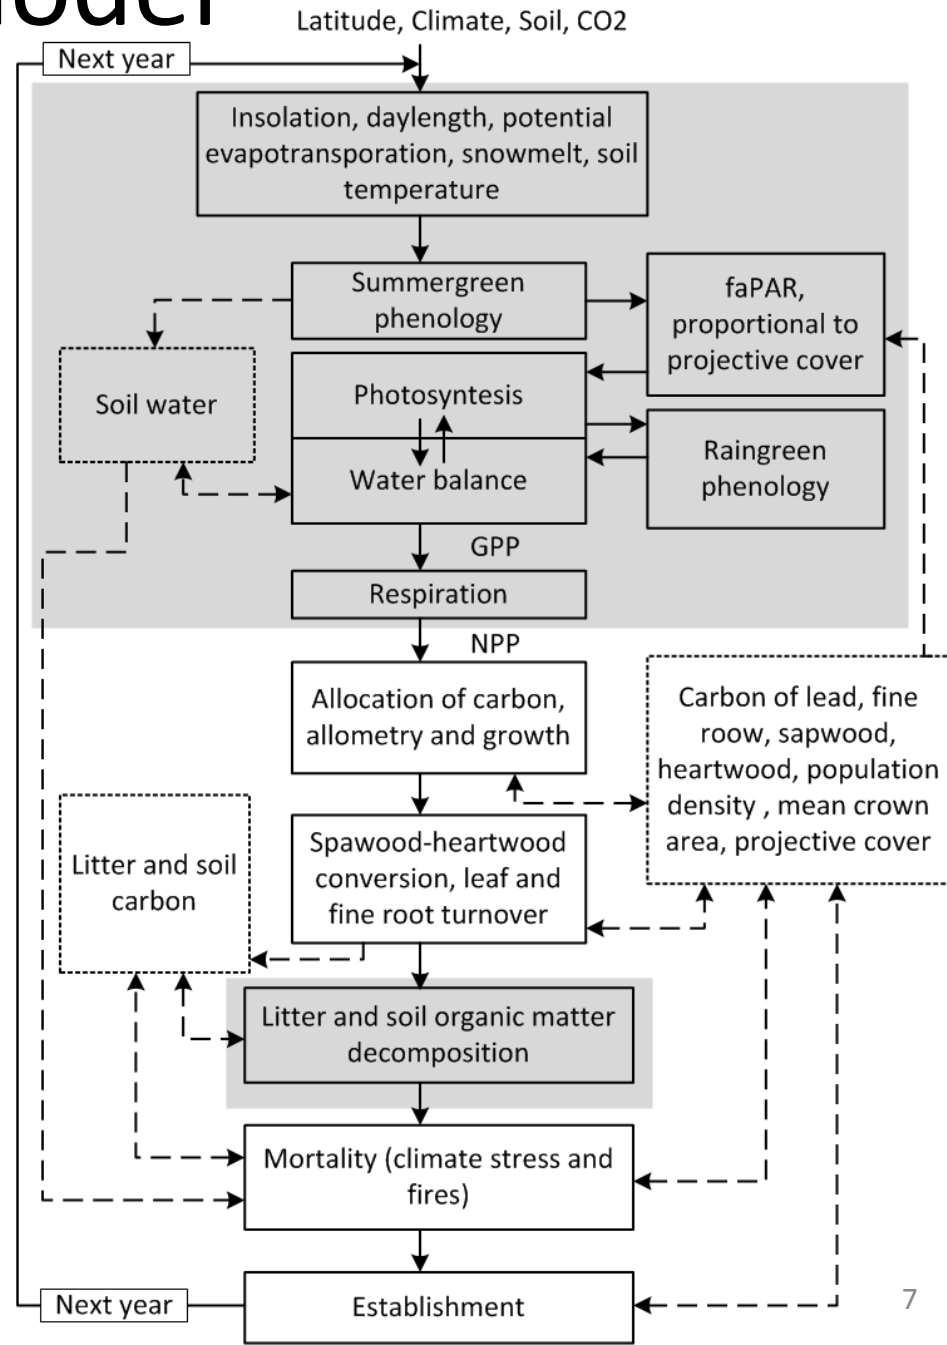 Latitude, Climate, Soil, CO2
Next year
Insolation, daylength, potential
evapotransporation, snowmelt, soil
temperature
Summergreen
phenology
faPAR,
proportional to
projective cover
Soil water
Photosyntesis
Water balance
Raingreen
phenology
GPP
Respiration
NPP
Allocation of carbon,
allometry and growth
Carbon of lead, fine
roow, sapwood,
heartwood, population
density , mean crown
area, projective cover
Litter and soil
carbon
Spawood-heartwood
conversion, leaf and
fine root turnover
Litter and soil organic matter
decomposition
Mortality (climate stress and
fires)
Next year
Establishment
7